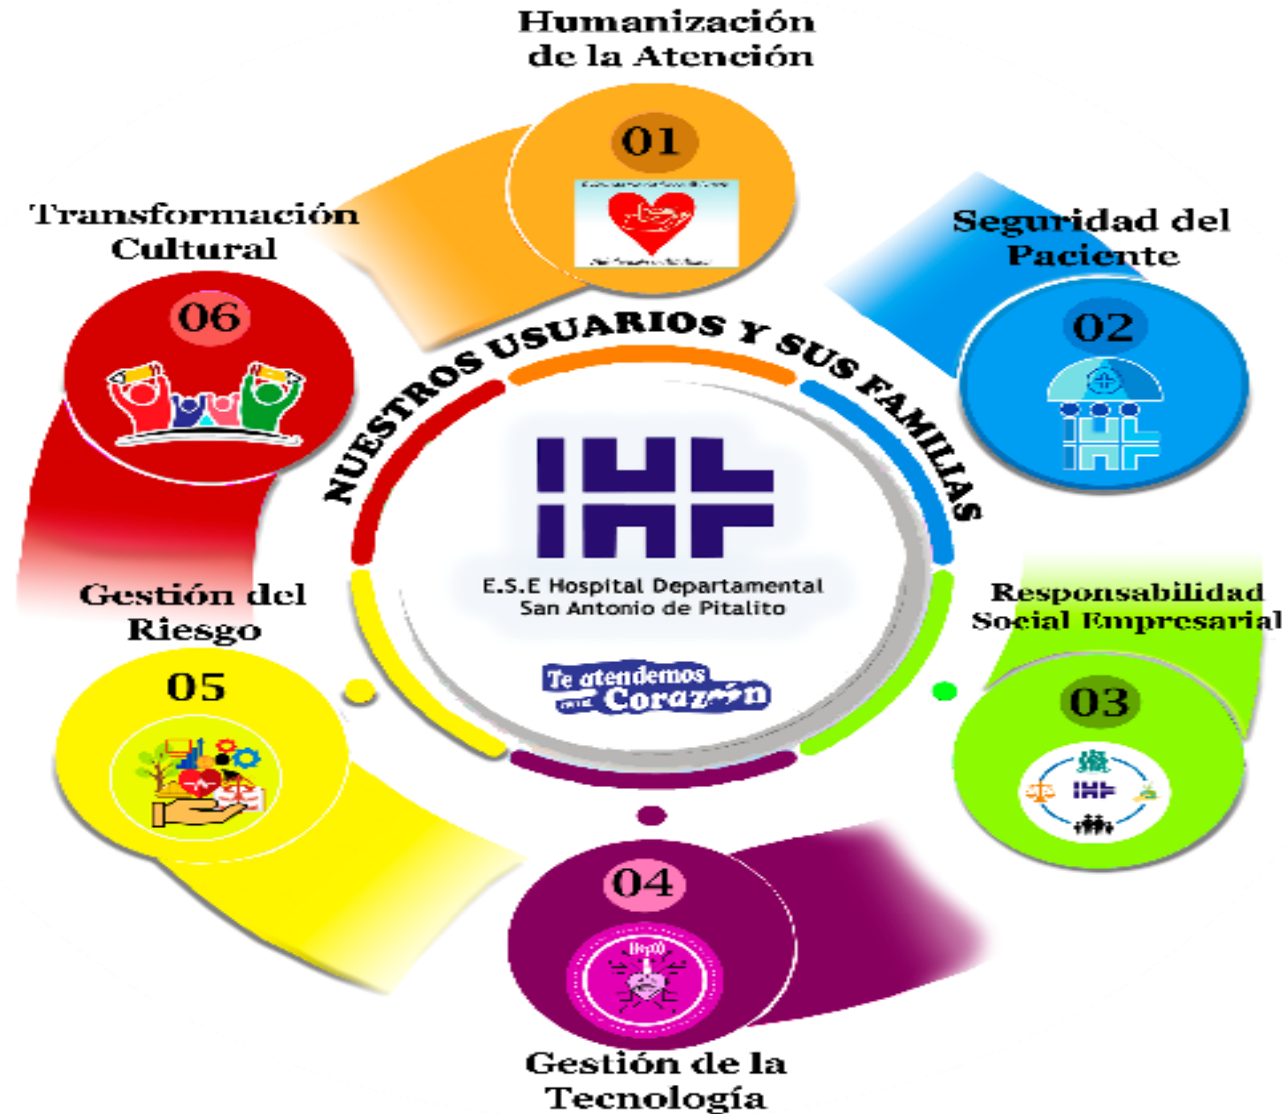 Humanización
de la Atención
01
Seguridad del
Paciente
02
Responsabilidad
Social Empresarial
03
04
Gestión de la
Tecnología
Gestión del
Riesgo
05
Transformación
Cultural
06
NUESTROS USUARIOS Y SUS FAMILIAS
IHF
E.S.E Hospital Departamental
San Antonio de Pitalito
Te atendemos
Corazón